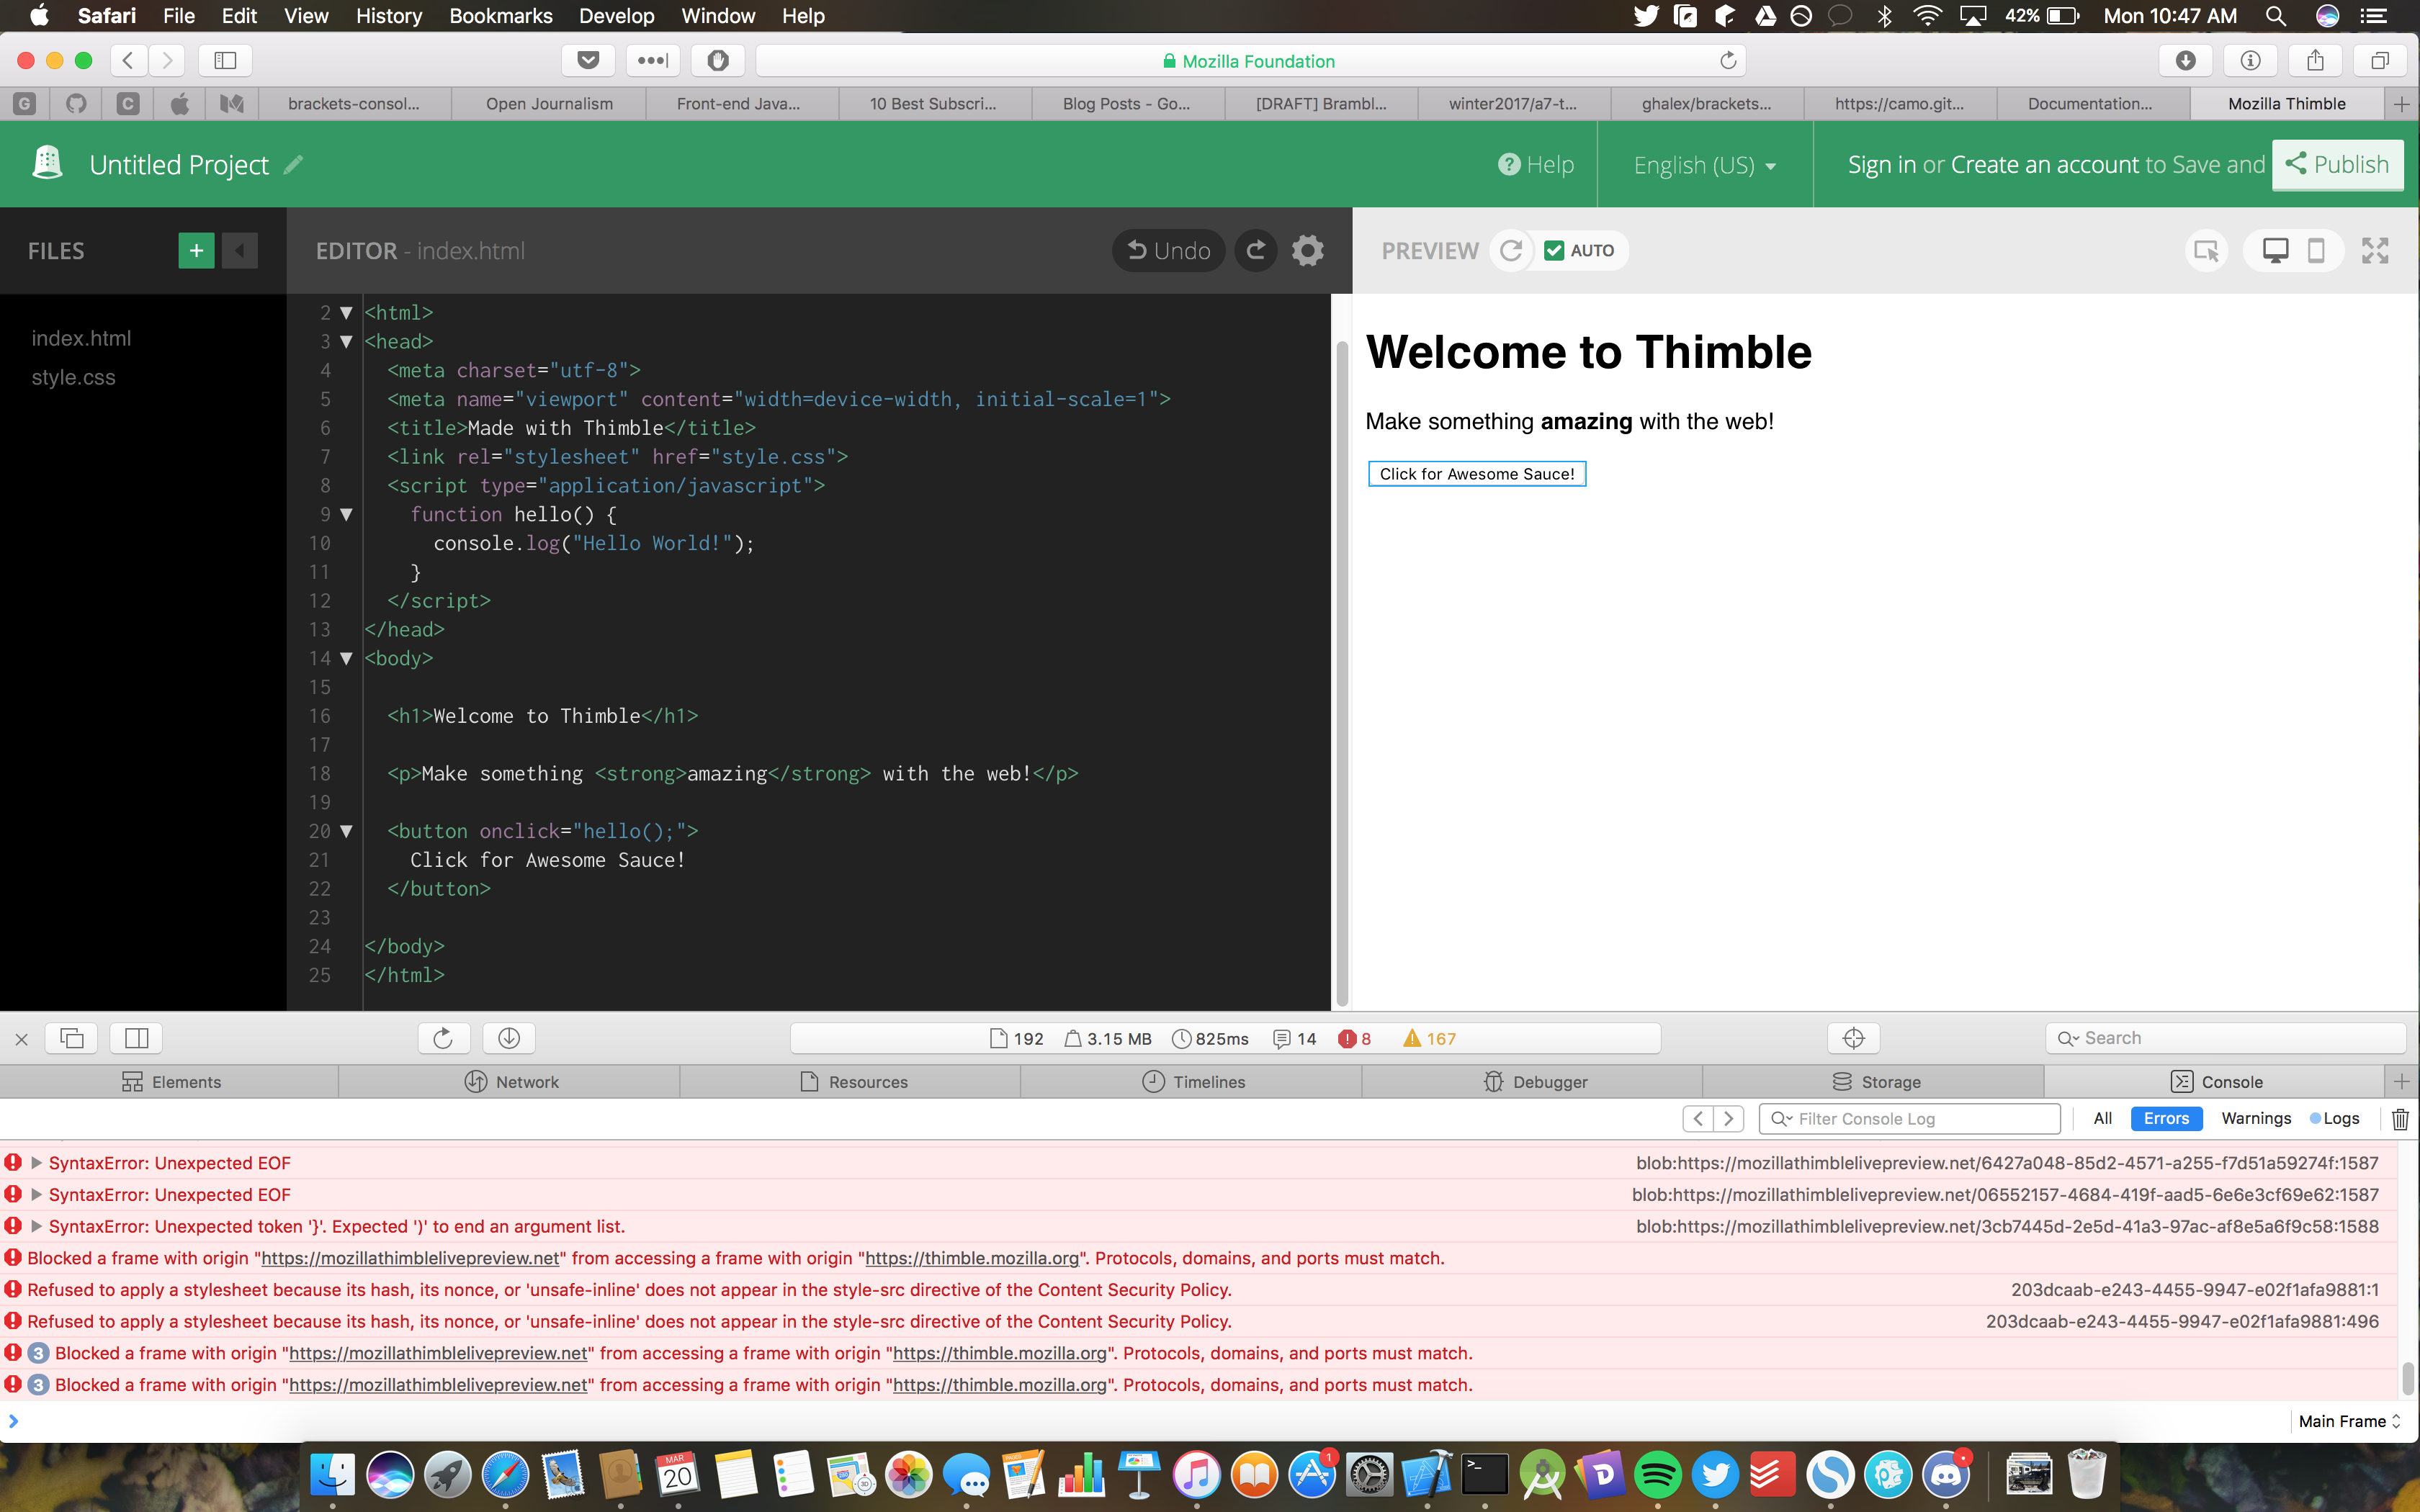 Safari File Edit View History Bookmarks Develop Window Help 42% Mon 10:47 AM
Mozilla Foundation
G C brackets-consol... Open Journalism Front-end Java... 10 Best Subscri... Blog Posts - Go... [DRAFT] Brambl... winter2017/a7-t... ghalex/brackets... https://camo.git... Documentation... Mozilla Thimble
Untitled Project Help English (US) Sign in or Create an account to Save and Publish
FILES EDITOR - index.html Undo PREVIEW AUTO
index.html
style.css
2 <html>
3 <head>
4 <meta charset="utf-8">
5 <meta name="viewport" content="width=device-width, initial-scale=1">
6 <title>Made with Thimble</title>
7 <link rel="stylesheet" href="style.css">
8 <script type="application/javascript">
9 function hello() {
10 console.log("Hello World!");
11 }
12 </script>
13 </head>
14 <body>
15
16 <h1>Welcome to Thimble</h1>
17
18 <p>Make something <strong>amazing</strong> with the web!</p>
19
20 <button onclick="hello();">
21 Click for Awesome Sauce!
22 </button>
23
24 </body>
25 </html>
Welcome to Thimble
Make something amazing with the web!
Click for Awesome Sauce!
192 3.15 MB 825ms 14 8 167 Search
Elements Network Resources Timelines Debugger Storage Console
Filter Console Log All Errors Warnings Logs
SyntaxError: Unexpected EOF blob:https://mozillathimblelivepreview.net/6427a048-85d2-4571-a255-f7d51a59274f:1587
SyntaxError: Unexpected EOF blob:https://mozillathimblelivepreview.net/06552157-4684-419f-aad5-6e6e3cf69e62:1587
SyntaxError: Unexpected token '}'. Expected ')' to end an argument list. blob:https://mozillathimblelivepreview.net/3cb7445d-2e5d-41a3-97ac-af8e5a6f9c58:1588
Blocked a frame with origin "https://mozillathimblelivepreview.net" from accessing a frame with origin "https://thimble.mozilla.org". Protocols, domains, and ports must match.
Refused to apply a stylesheet because its hash, its nonce, or 'unsafe-inline' does not appear in the style-src directive of the Content Security Policy. 203dcaab-e243-4455-9947-e02f1afa9881:1
Refused to apply a stylesheet because its hash, its nonce, or 'unsafe-inline' does not appear in the style-src directive of the Content Security Policy. 203dcaab-e243-4455-9947-e02f1afa9881:496
3 Blocked a frame with origin "https://mozillathimblelivepreview.net" from accessing a frame with origin "https://thimble.mozilla.org". Protocols, domains, and ports must match.
3 Blocked a frame with origin "https://mozillathimblelivepreview.net" from accessing a frame with origin "https://thimble.mozilla.org". Protocols, domains, and ports must match.
Main Frame
MAR
20
1